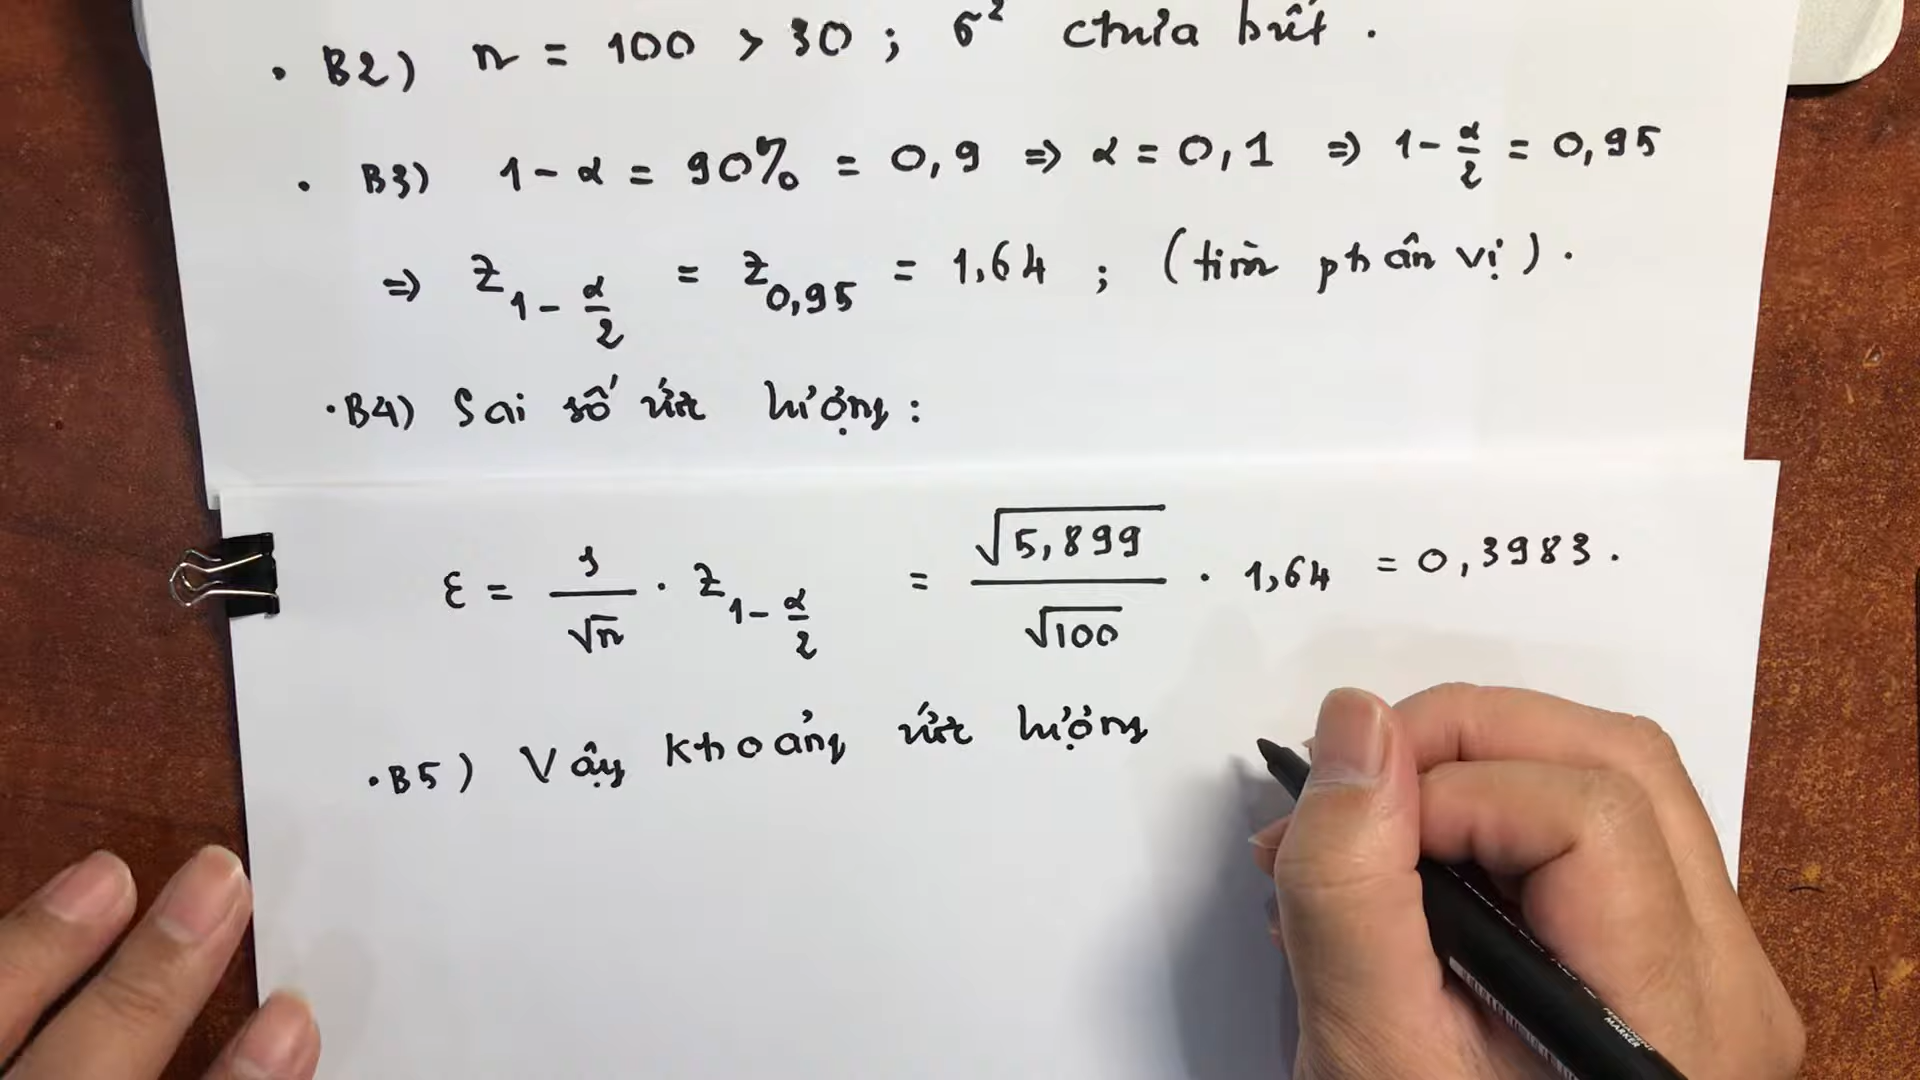 • B2) n = 100 > 30 ; σ² chưa biết .
• B3) 1 - α = 90% = 0,9 ⇒ α = 0,1 ⇒ 1 - α/2 = 0,95
⇒ Z_{1 - α/2} = Z_{0,95} = 1,64 ; (tìm phân vị) .
• B4) Sai số ước lượng :
ε = s/√n · Z_{1 - α/2} = √5,899/√100 · 1,64 = 0,3983 .
• B5) Vậy khoảng ước lượng
PERMANENT MARKER